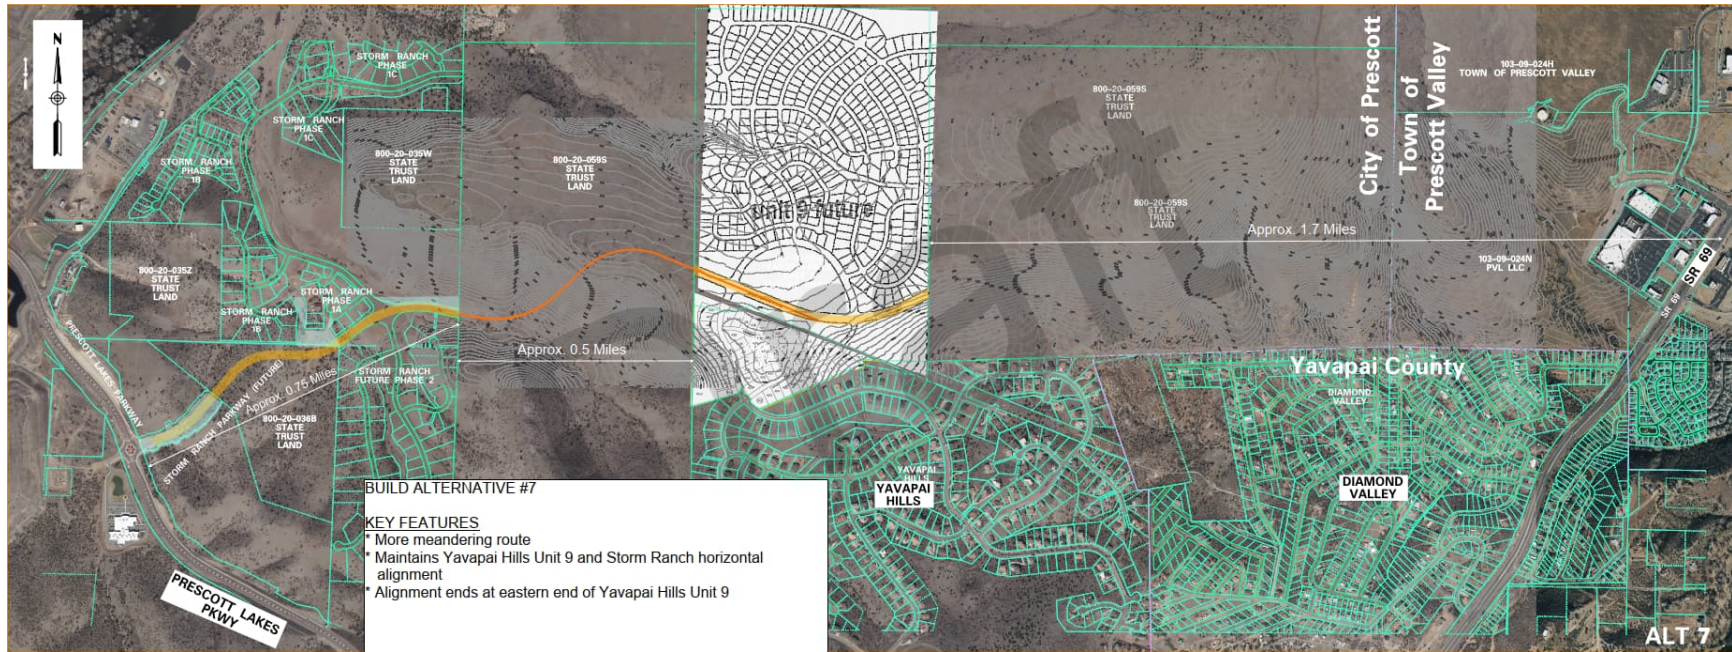 N
STORM RANCH
PHASE
1C
STORM RANCH
PHASE
1C
STORM RANCH
PHASE
1B
800-20-035W
STATE
TRUST
LAND
800-20-059S
STATE
TRUST
LAND
unit 9 future
800-20-059S
STATE
TRUST
LAND
800-20-059S
STATE
TRUST
LAND
City of Prescott
Town of
Prescott Valley
103-09-024H
TOWN OF PRESCOTT VALLEY
Approx. 1.7 Miles
103-09-024N
PVL LLC
SR 69
SR 69
800-20-035Z
STATE
TRUST
LAND
STORM RANCH
PHASE
1A
STORM RANCH
PHASE
1B
PRESCOTT LAKES PARKWAY
Approx. 0.5 Miles
STORM RANCH
FUTURE PHASE 2
Approx. 0.75 Miles
STORM RANCH PARKWAY (FUTURE)
800-20-036B
STATE
TRUST
LAND
Yavapai County
DIAMOND
VALLEY
DIAMOND
VALLEY
YAVAPAI
HILLS
YAVAPAI
HILLS
PRESCOTT LAKES
PKWY
BUILD ALTERNATIVE #7
KEY FEATURES
* More meandering route
* Maintains Yavapai Hills Unit 9 and Storm Ranch horizontal
alignment
* Alignment ends at eastern end of Yavapai Hills Unit 9
ALT 7